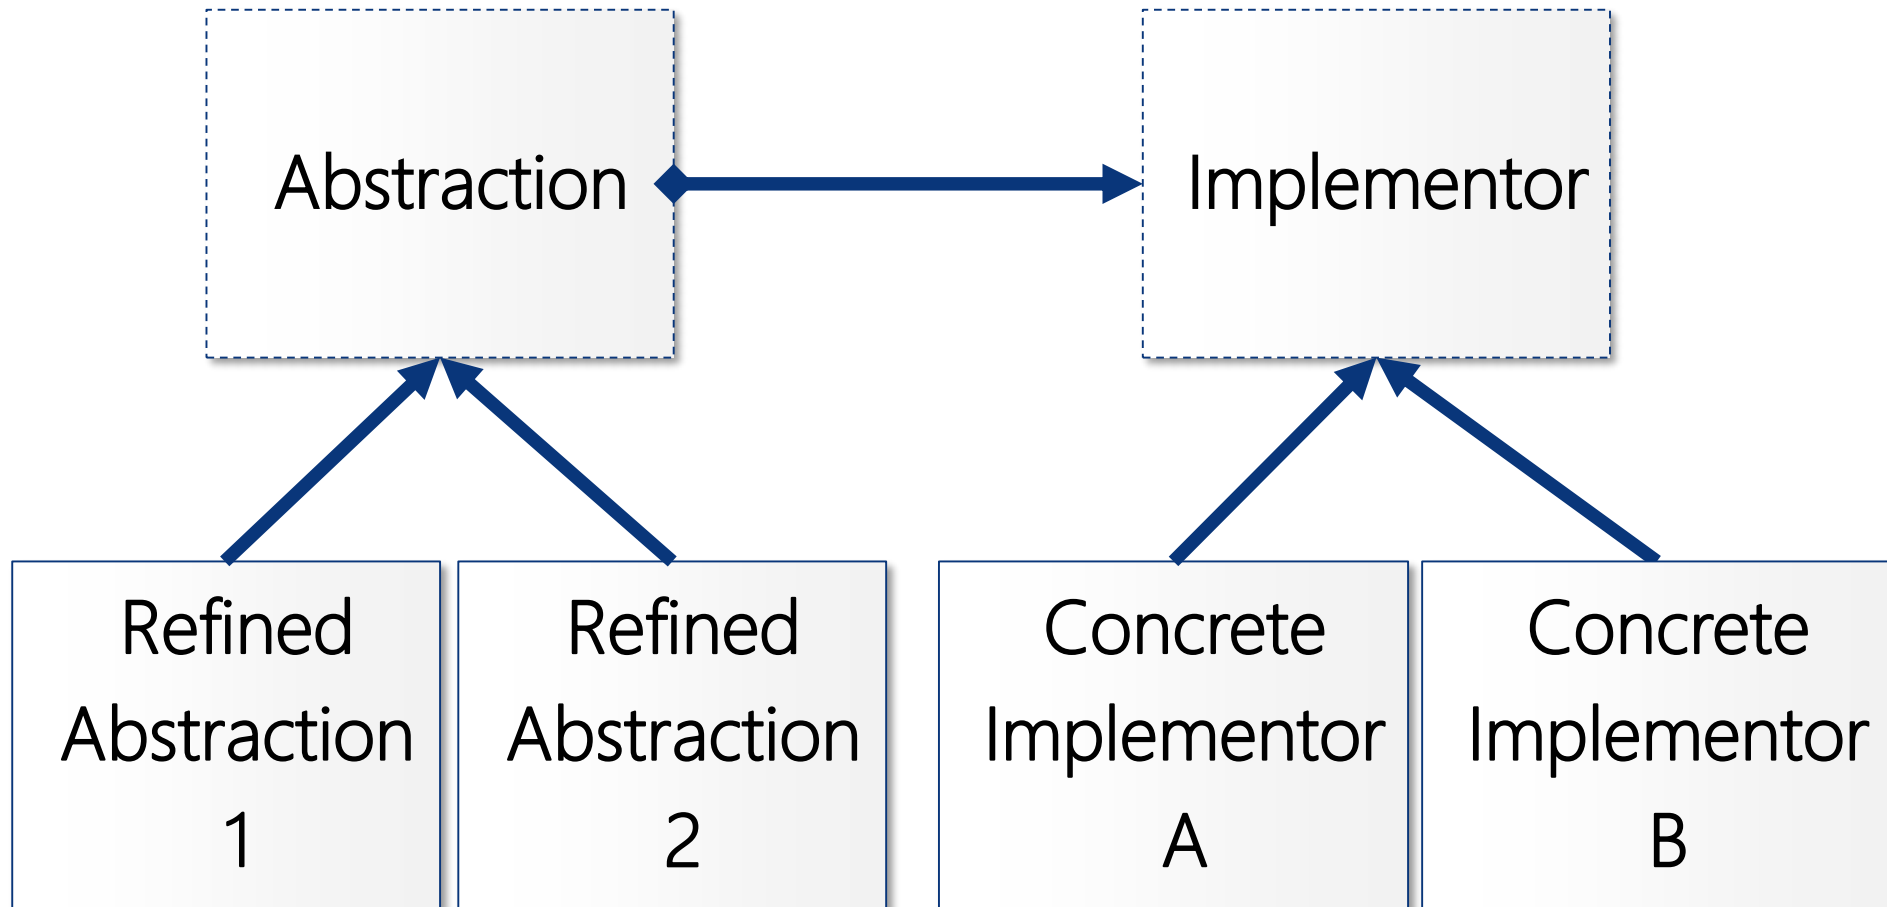 Abstraction
Implementor
Refined
Abstraction
1
Refined
Abstraction
2
Concrete
Implementor
A
Concrete
Implementor
B